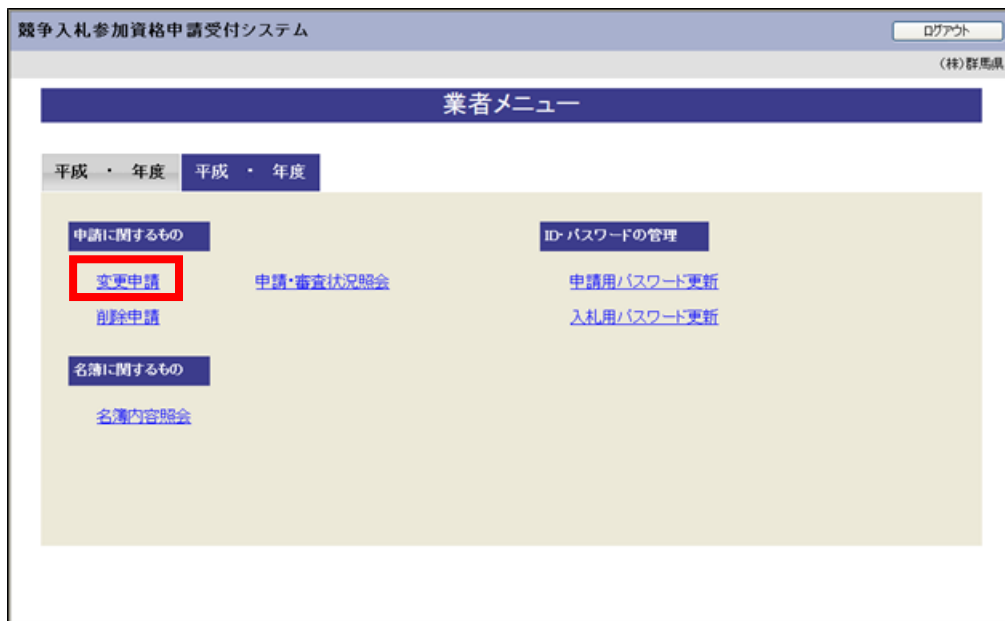 競争入札参加資格申請受付システム
ログアウト
(株)群馬県
業者メニュー
平成 ・ 年度 平成 ・ 年度
申請に関するもの ID・パスワードの管理
変更申請 申請・審査状況照会 申請用パスワード更新
削除申請 入札用パスワード更新
名簿に関するもの
名簿内容照会